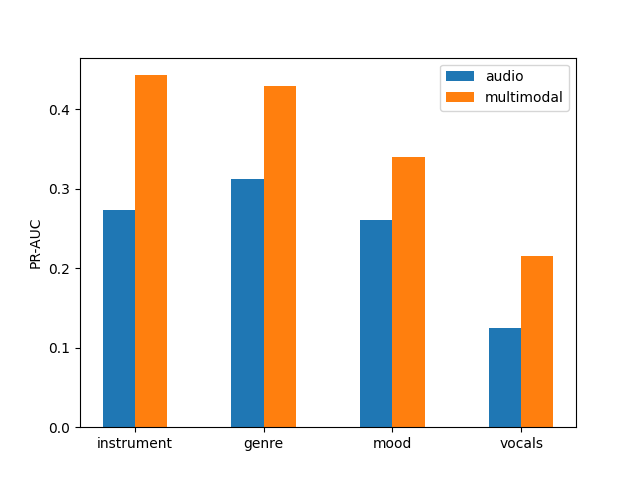 audio
multimodal
PR-AUC
0.4
0.3
0.2
0.1
0.0
instrument genre mood vocals